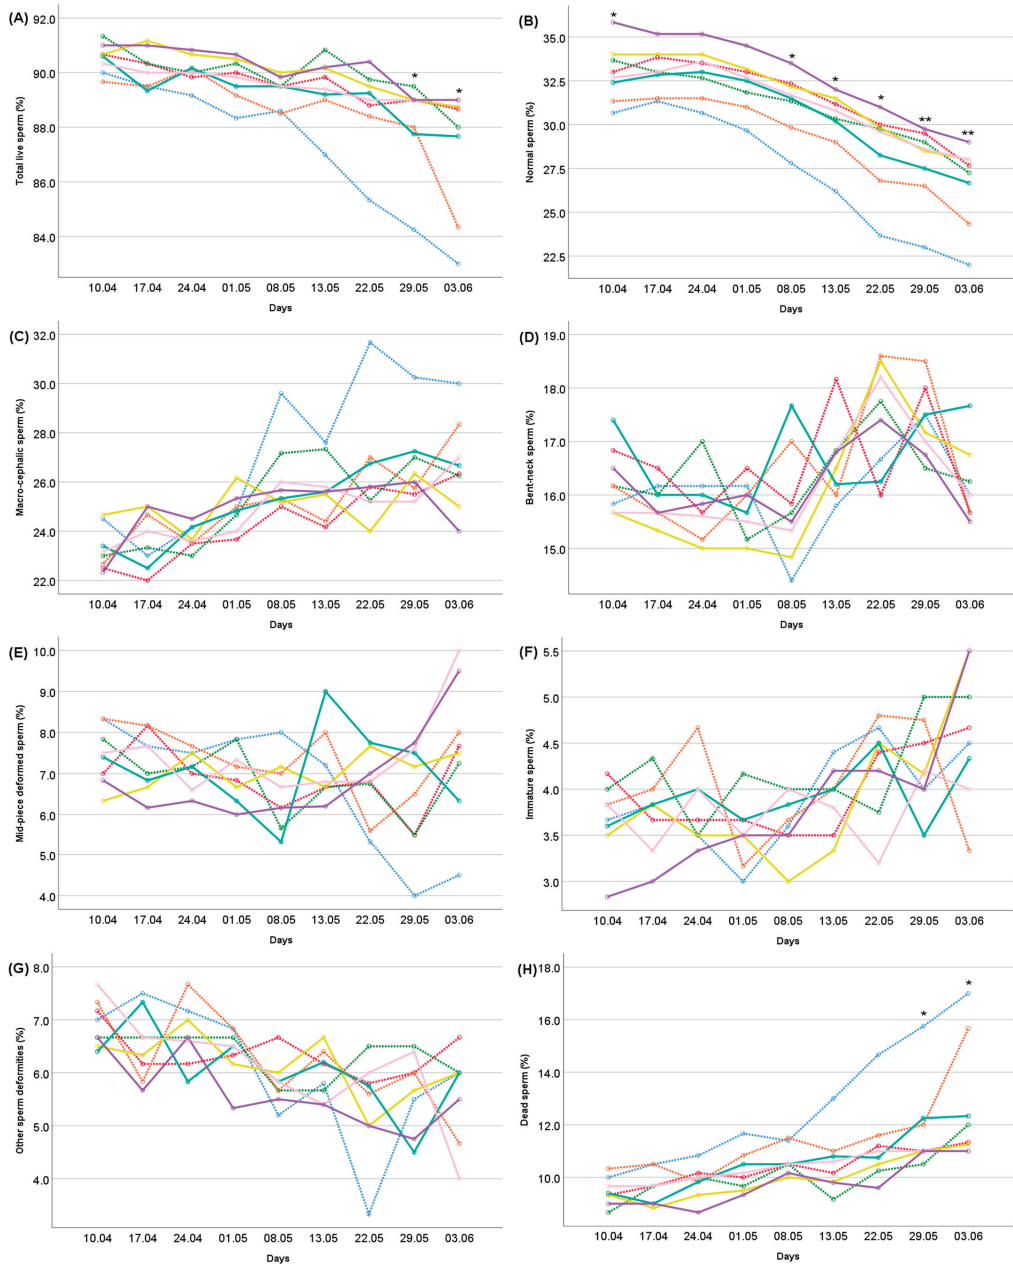 (A)
Total live sperm (%)
92.0
90.0
88.0
86.0
84.0
* *
10.04 17.04 24.04 01.05 08.05 13.05 22.05 29.05 03.06
Days
(B)
Normal sperm (%)
35.0
32.5
30.0
27.5
25.0
22.5
* * * * ** **
10.04 17.04 24.04 01.05 08.05 13.05 22.05 29.05 03.06
Days
(C)
Macro-cephalic sperm (%)
32.0
30.0
28.0
26.0
24.0
22.0
10.04 17.04 24.04 01.05 08.05 13.05 22.05 29.05 03.06
Days
(D)
Bent-neck sperm (%)
19.0
18.0
17.0
16.0
15.0
10.04 17.04 24.04 01.05 08.05 13.05 22.05 29.05 03.06
Days
(E)
Mid-piece deformed sperm (%)
10.0
9.0
8.0
7.0
6.0
5.0
4.0
10.04 17.04 24.04 01.05 08.05 13.05 22.05 29.05 03.06
Days
(F)
Immature sperm (%)
5.5
5.0
4.5
4.0
3.5
3.0
10.04 17.04 24.04 01.05 08.05 13.05 22.05 29.05 03.06
Days
(G)
Other sperm deformities (%)
8.0
7.0
6.0
5.0
4.0
10.04 17.04 24.04 01.05 08.05 13.05 22.05 29.05 03.06
Days
(H)
Dead sperm (%)
18.0
16.0
14.0
12.0
10.0
* *
10.04 17.04 24.04 01.05 08.05 13.05 22.05 29.05 03.06
Days